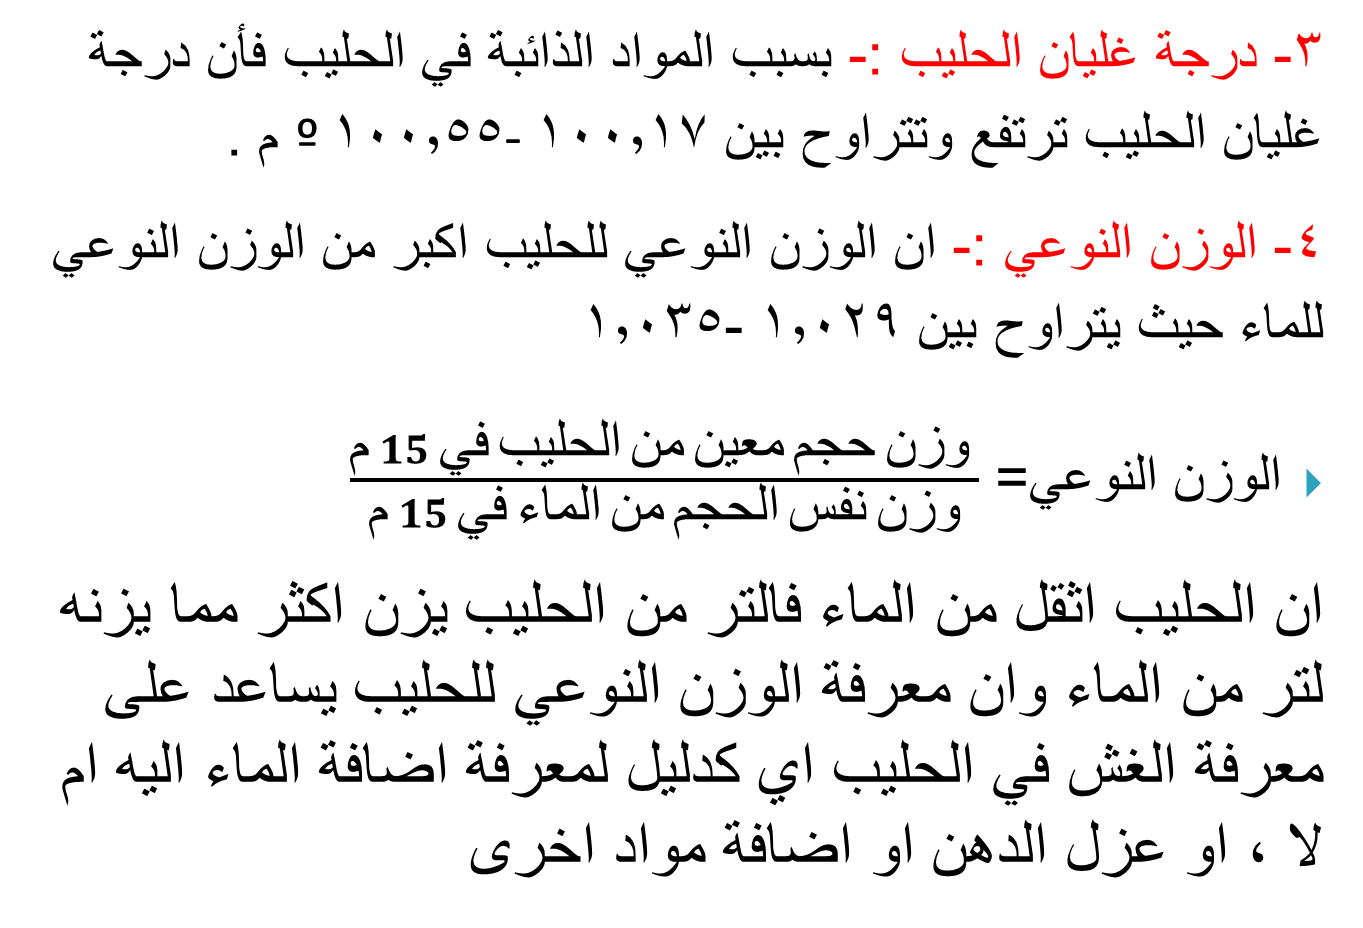 ٣- درجة غليان الحليب :- بسبب المواد الذائبة في الحليب فأن درجة
غليان الحليب ترتفع وتتراوح بين ١٠٠,١٧ -١٠٠,٥٥ º م .
٤- الوزن النوعي :- ان الوزن النوعي للحليب اكبر من الوزن النوعي
للماء حيث يتراوح بين ١,٠٢٩ -١,٠٣٥
وزن حجم معين من الحليب في 15 م
الوزن النوعي=
وزن نفس الحجم من الماء في 15 م
ان الحليب اثقل من الماء فالتر من الحليب يزن اكثر مما يزنه
لتر من الماء وان معرفة الوزن النوعي للحليب يساعد على
معرفة الغش في الحليب اي كدليل لمعرفة اضافة الماء اليه ام
لا ، او عزل الدهن او اضافة مواد اخرى